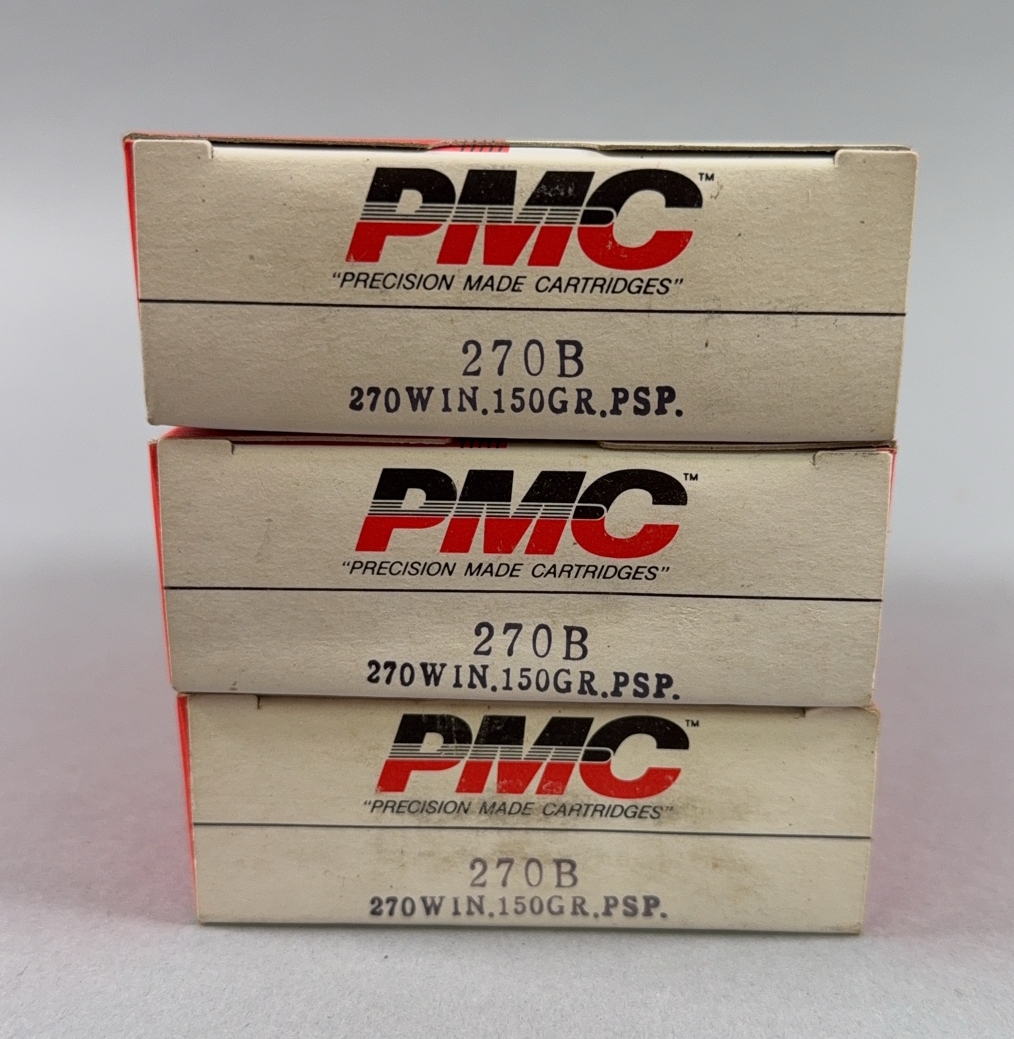 PMC™
"PRECISION MADE CARTRIDGES"
270B
270WIN.150GR.PSP.
PMC™
"PRECISION MADE CARTRIDGES"
270B
270WIN.150GR.PSP.
PMC™
"PRECISION MADE CARTRIDGES"
270B
270WIN.150GR.PSP.